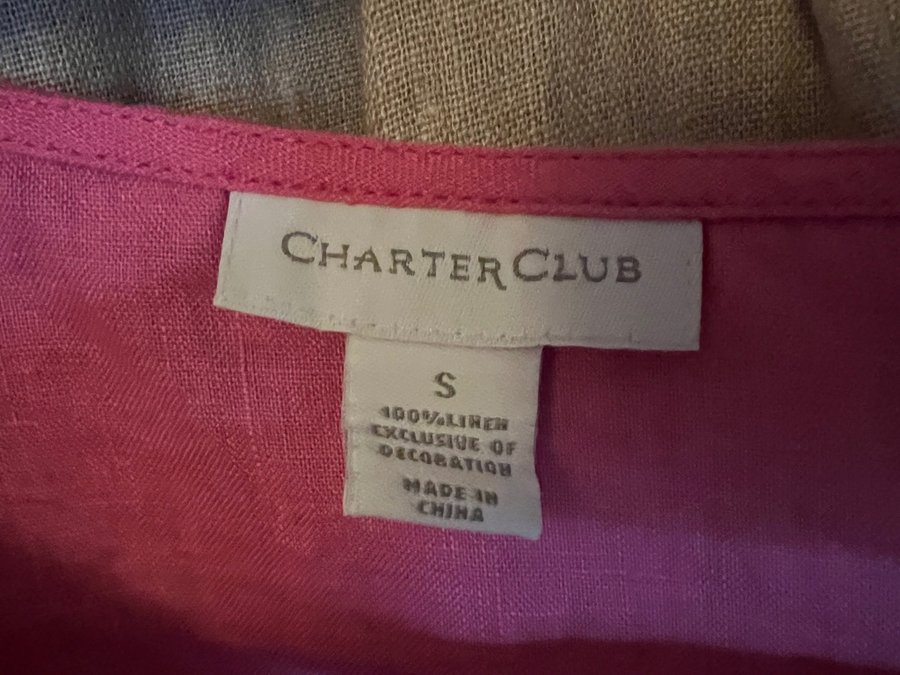 CHARTER CLUB
S
100% LINEN
EXCLUSIVE OF
DECORATION
MADE IN
CHINA